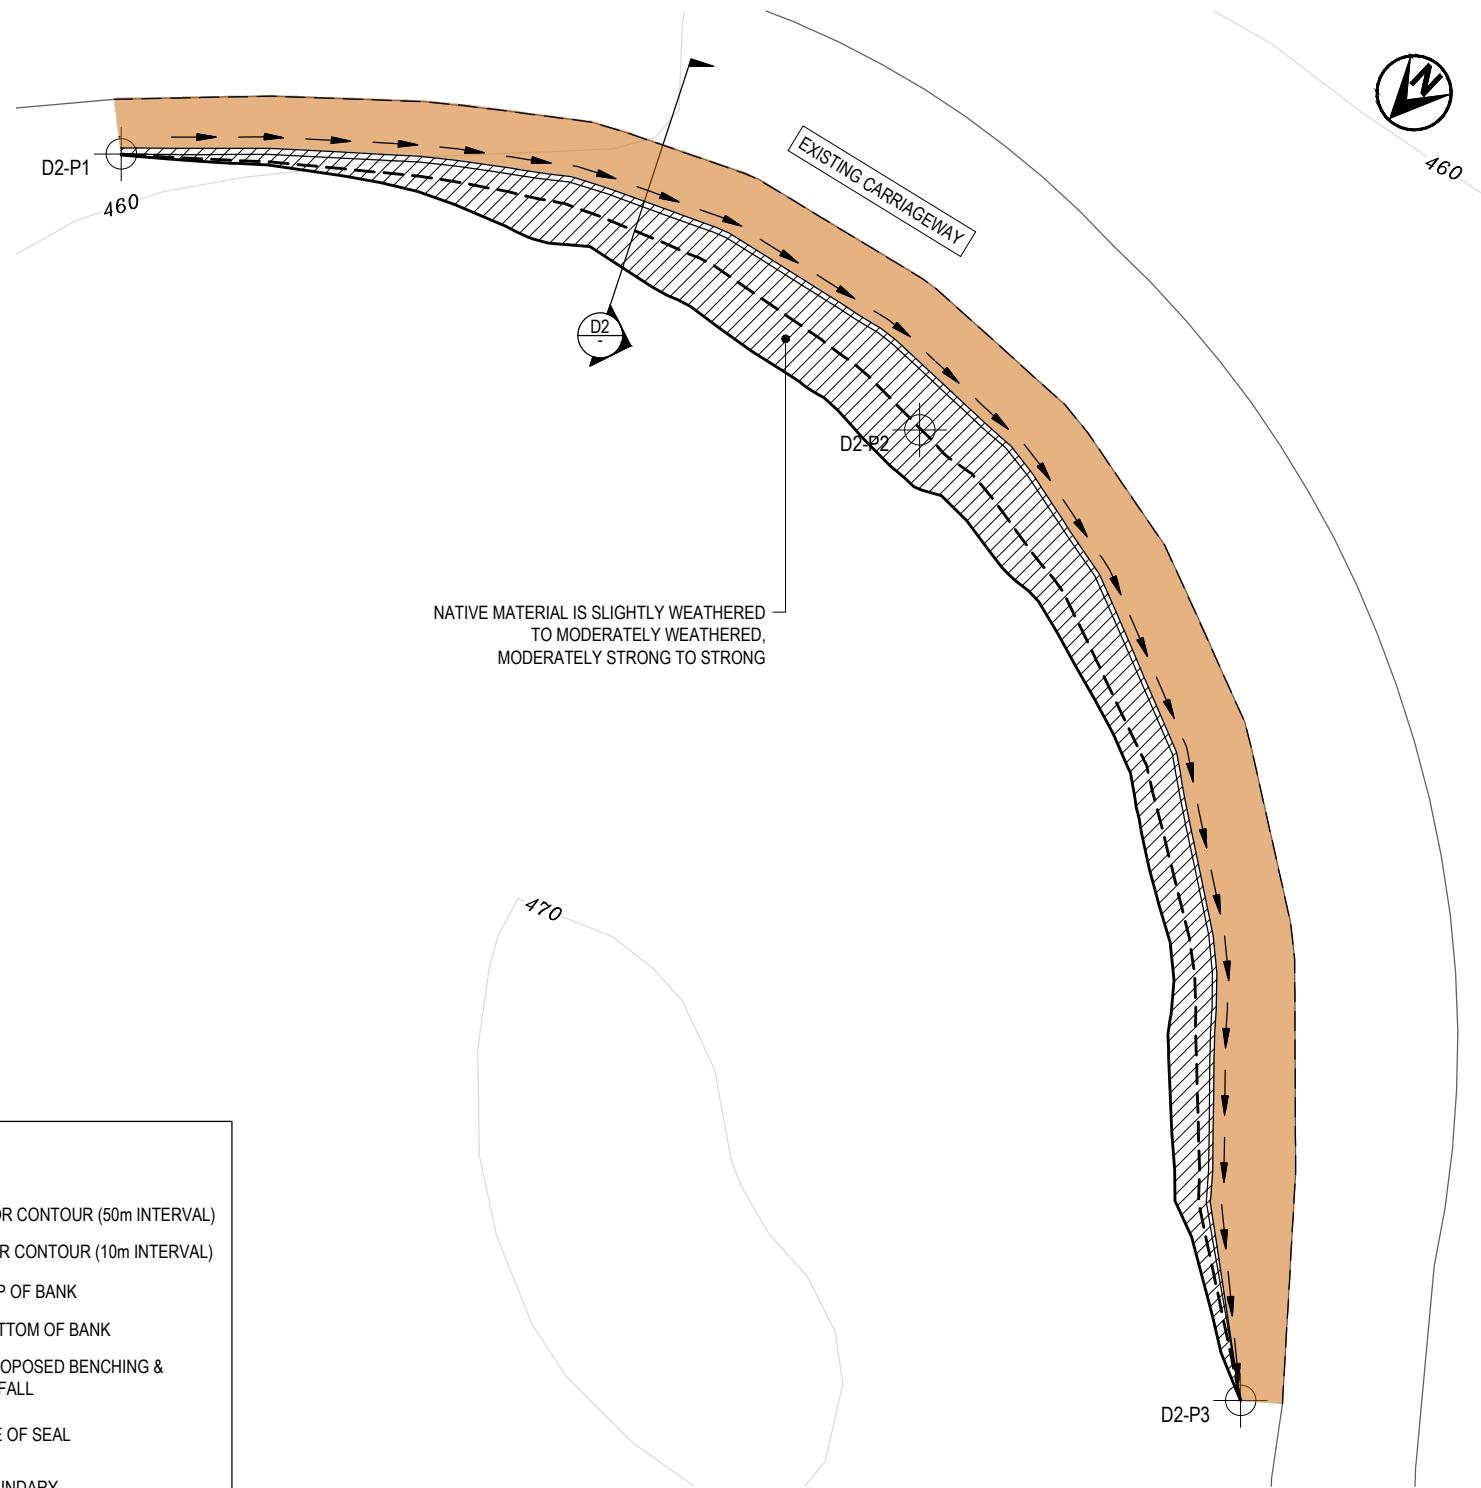 N
460
EXISTING CARRIAGEWAY
D2-P1
460
D2
-
D2-P2
NATIVE MATERIAL IS SLIGHTLY WEATHERED
TO MODERATELY WEATHERED,
MODERATELY STRONG TO STRONG
470
OR CONTOUR (50m INTERVAL)
R CONTOUR (10m INTERVAL)
P OF BANK
TTOM OF BANK
OPOSED BENCHING &
FALL
E OF SEAL
UNDARY
D2-P3